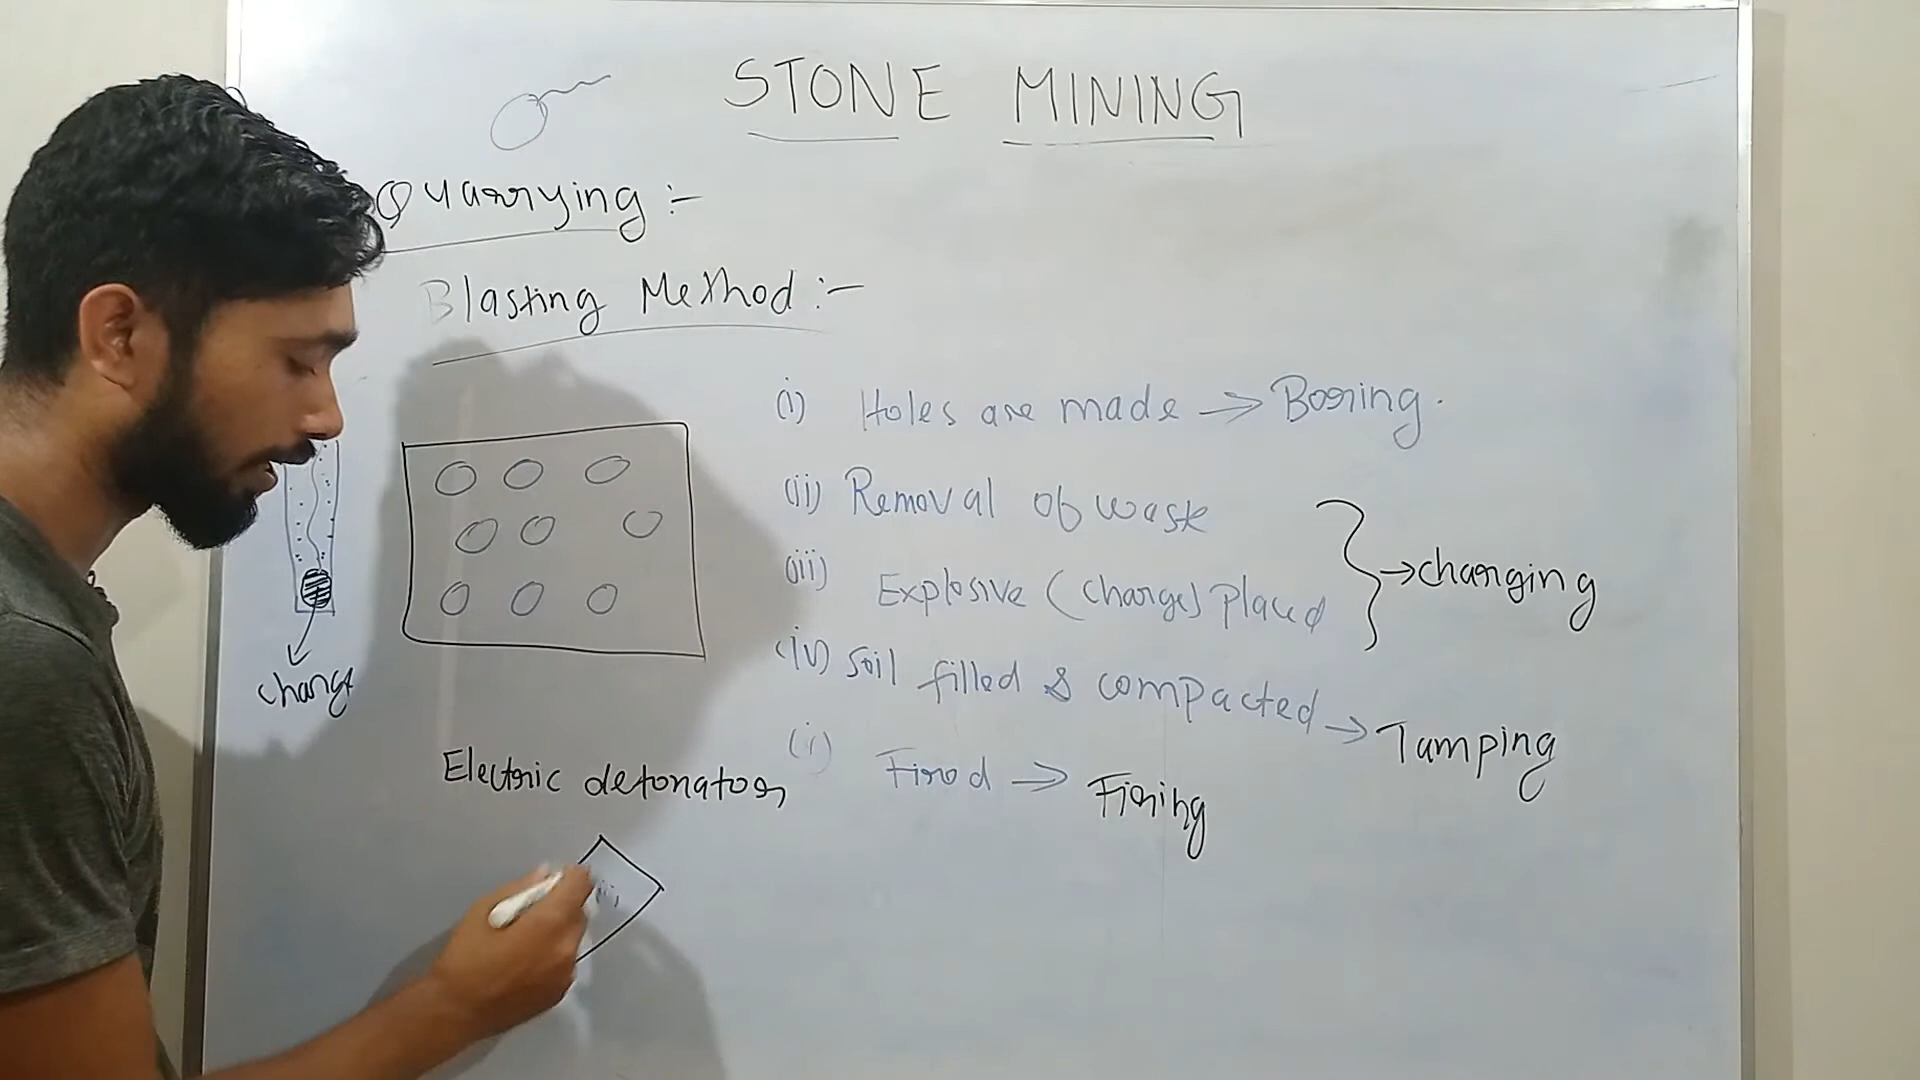 STONE MINING
Quarrying :-
Blasting Method :-
(i) Holes are made → Boring.
(ii) Removal of waste
(iii) Explosive (charge) placed
→ charging
(iv) Soil filled & compacted → Tamping
(v) Fired → Firing
charge
Electric detonator